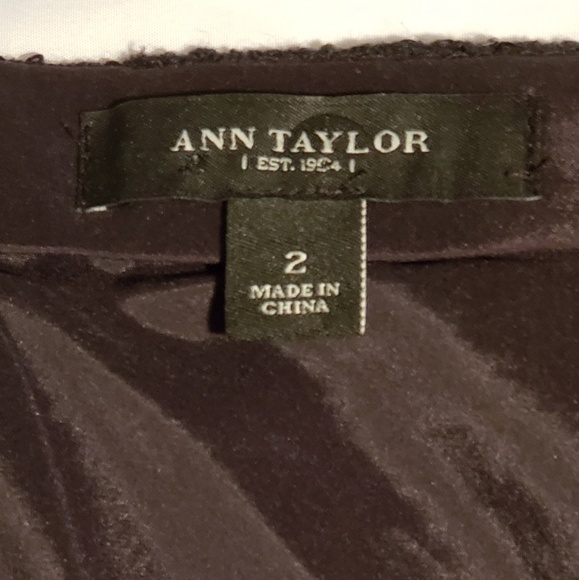 ANN TAYLOR
EST. 1954
2
MADE IN
CHINA